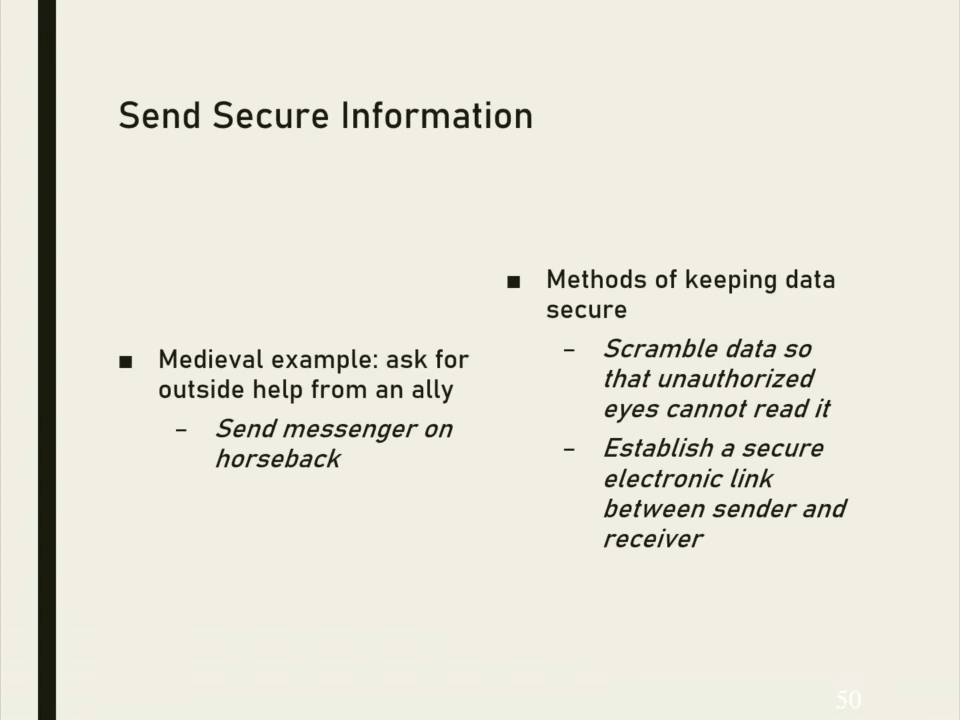 Send Secure Information
■ Medieval example: ask for
outside help from an ally
– Send messenger on
horseback
■ Methods of keeping data
secure
– Scramble data so
that unauthorized
eyes cannot read it
– Establish a secure
electronic link
between sender and
receiver
50